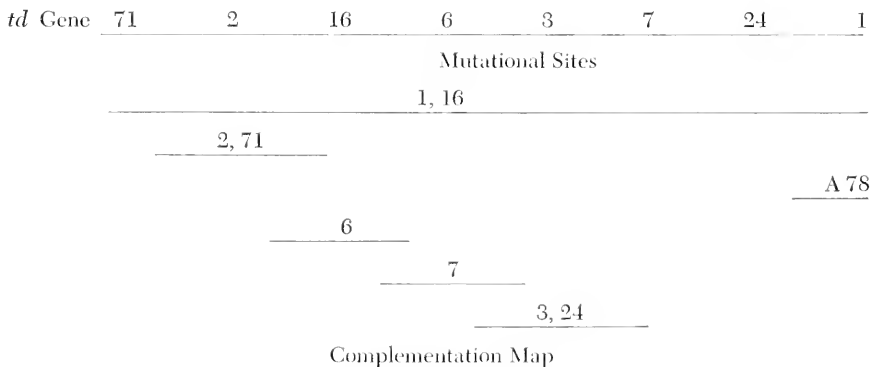 td Gene 71 2 16 6 3 7 24 1
Mutational Sites
1, 16
2, 71
A 78
6
7
3, 24
Complementation Map